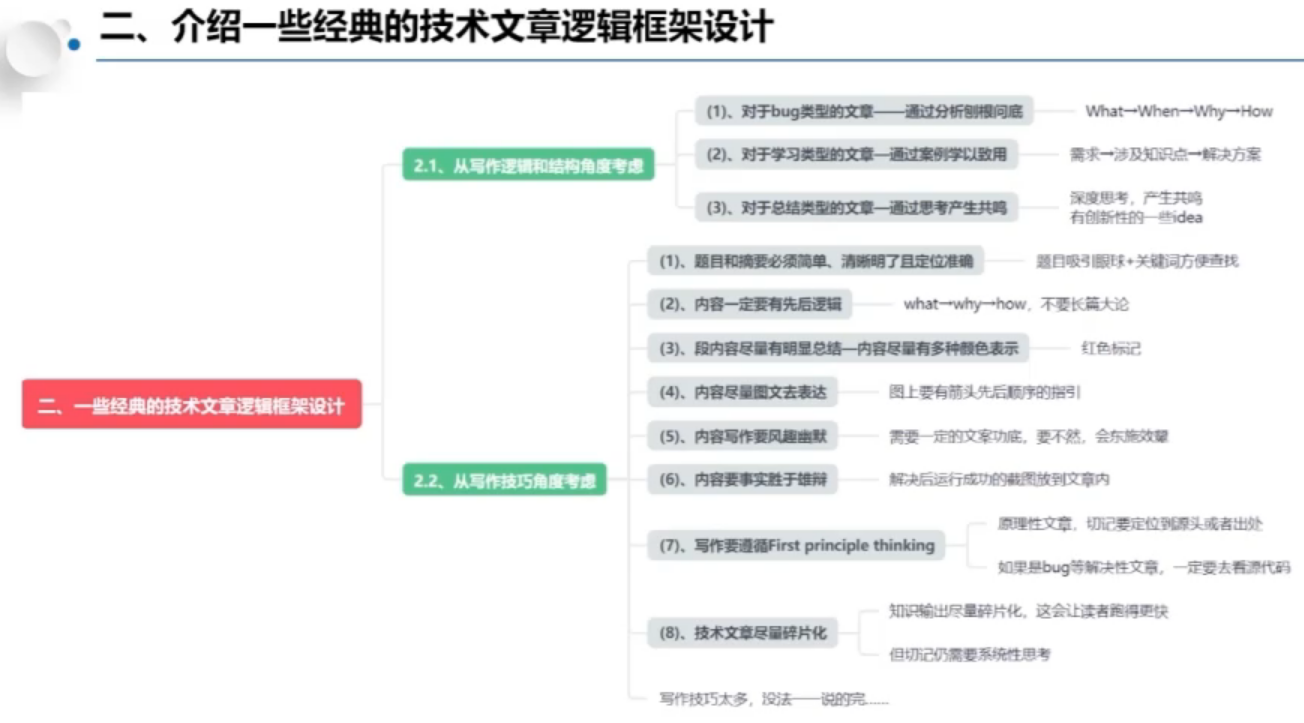 二、介绍一些经典的技术文章逻辑框架设计
二、一些经典的技术文章逻辑框架设计
2.1、从写作逻辑和结构角度考虑
(1)、对于bug类型的文章——通过分析刨根问底
What→When→Why→How
(2)、对于学习类型的文章—通过案例学以致用
需求→涉及知识点→解决方案
(3)、对于总结类型的文章—通过思考产生共鸣
深度思考，产生共鸣
有创新性的一些idea
2.2、从写作技巧角度考虑
(1)、题目和摘要必须简单、清晰明了且定位准确
题目吸引眼球+关键词方便查找
(2)、内容一定要有先后逻辑
what→why→how，不要长篇大论
(3)、段内容尽量有明显总结—内容尽量有多种颜色表示
红色标记
(4)、内容尽量图文去表达
图上要有箭头先后顺序的指引
(5)、内容写作要风趣幽默
需要一定的文案功底。要不然，会东施效颦
(6)、内容要事实胜于雄辩
解决后运行成功的截图放到文章内
(7)、写作要遵循First principle thinking
原理性文章，切记要定位到源头或者出处
如果是bug等解决性文章，一定要去看源代码
(8)、技术文章尽量碎片化
知识输出尽量碎片化，这会让读者跑得更快
但切记仍需要系统性思考
写作技巧太多，没法一一说的完……